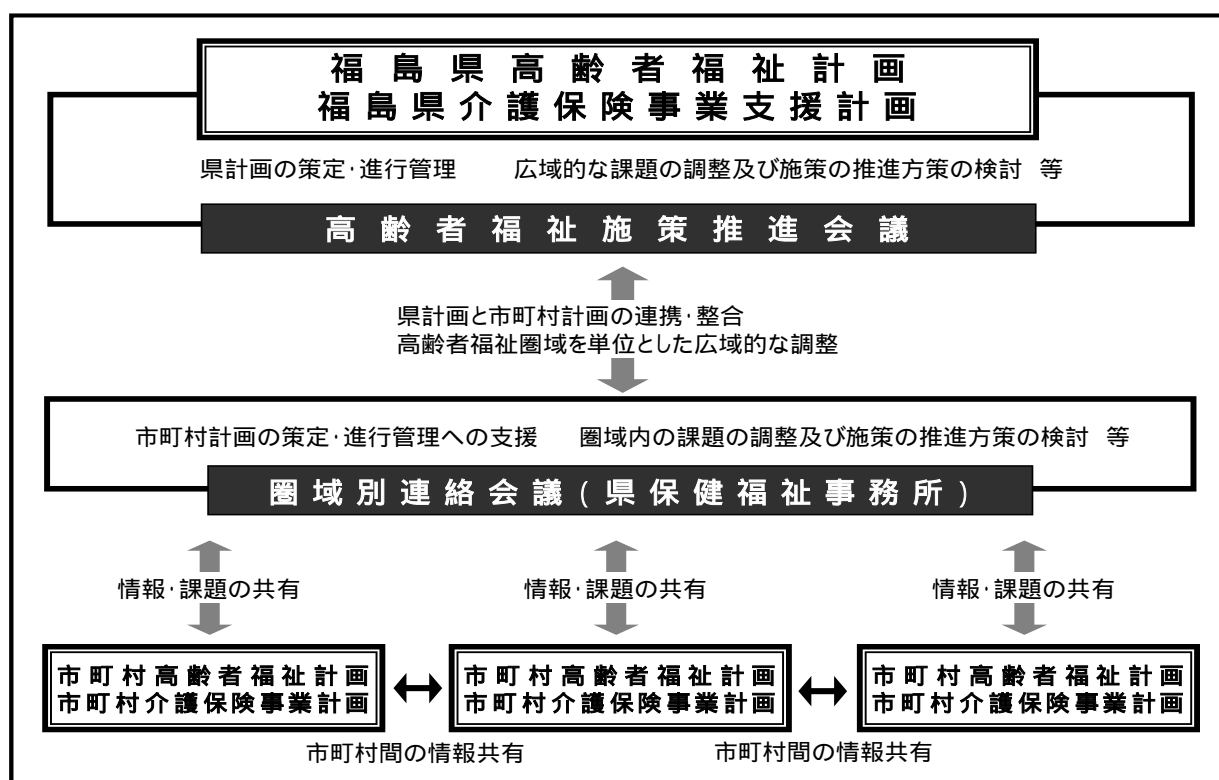 福島県高齢者福祉計画
福島県介護保険事業支援計画
県計画の策定・進行管理　広域的な課題の調整及び施策の推進方策の検討 等
高齢者福祉施策推進会議
県計画と市町村計画の連携・整合
高齢者福祉圏域を単位とした広域的な調整
市町村計画の策定・進行管理への支援　圏域内の課題の調整及び施策の推進方策の検討 等
圏域別連絡会議(県保健福祉事務所)
情報・課題の共有　情報・課題の共有　情報・課題の共有
市町村高齢者福祉計画　市町村高齢者福祉計画　市町村高齢者福祉計画
市町村介護保険事業計画　市町村介護保険事業計画　市町村介護保険事業計画
市町村間の情報共有　市町村間の情報共有